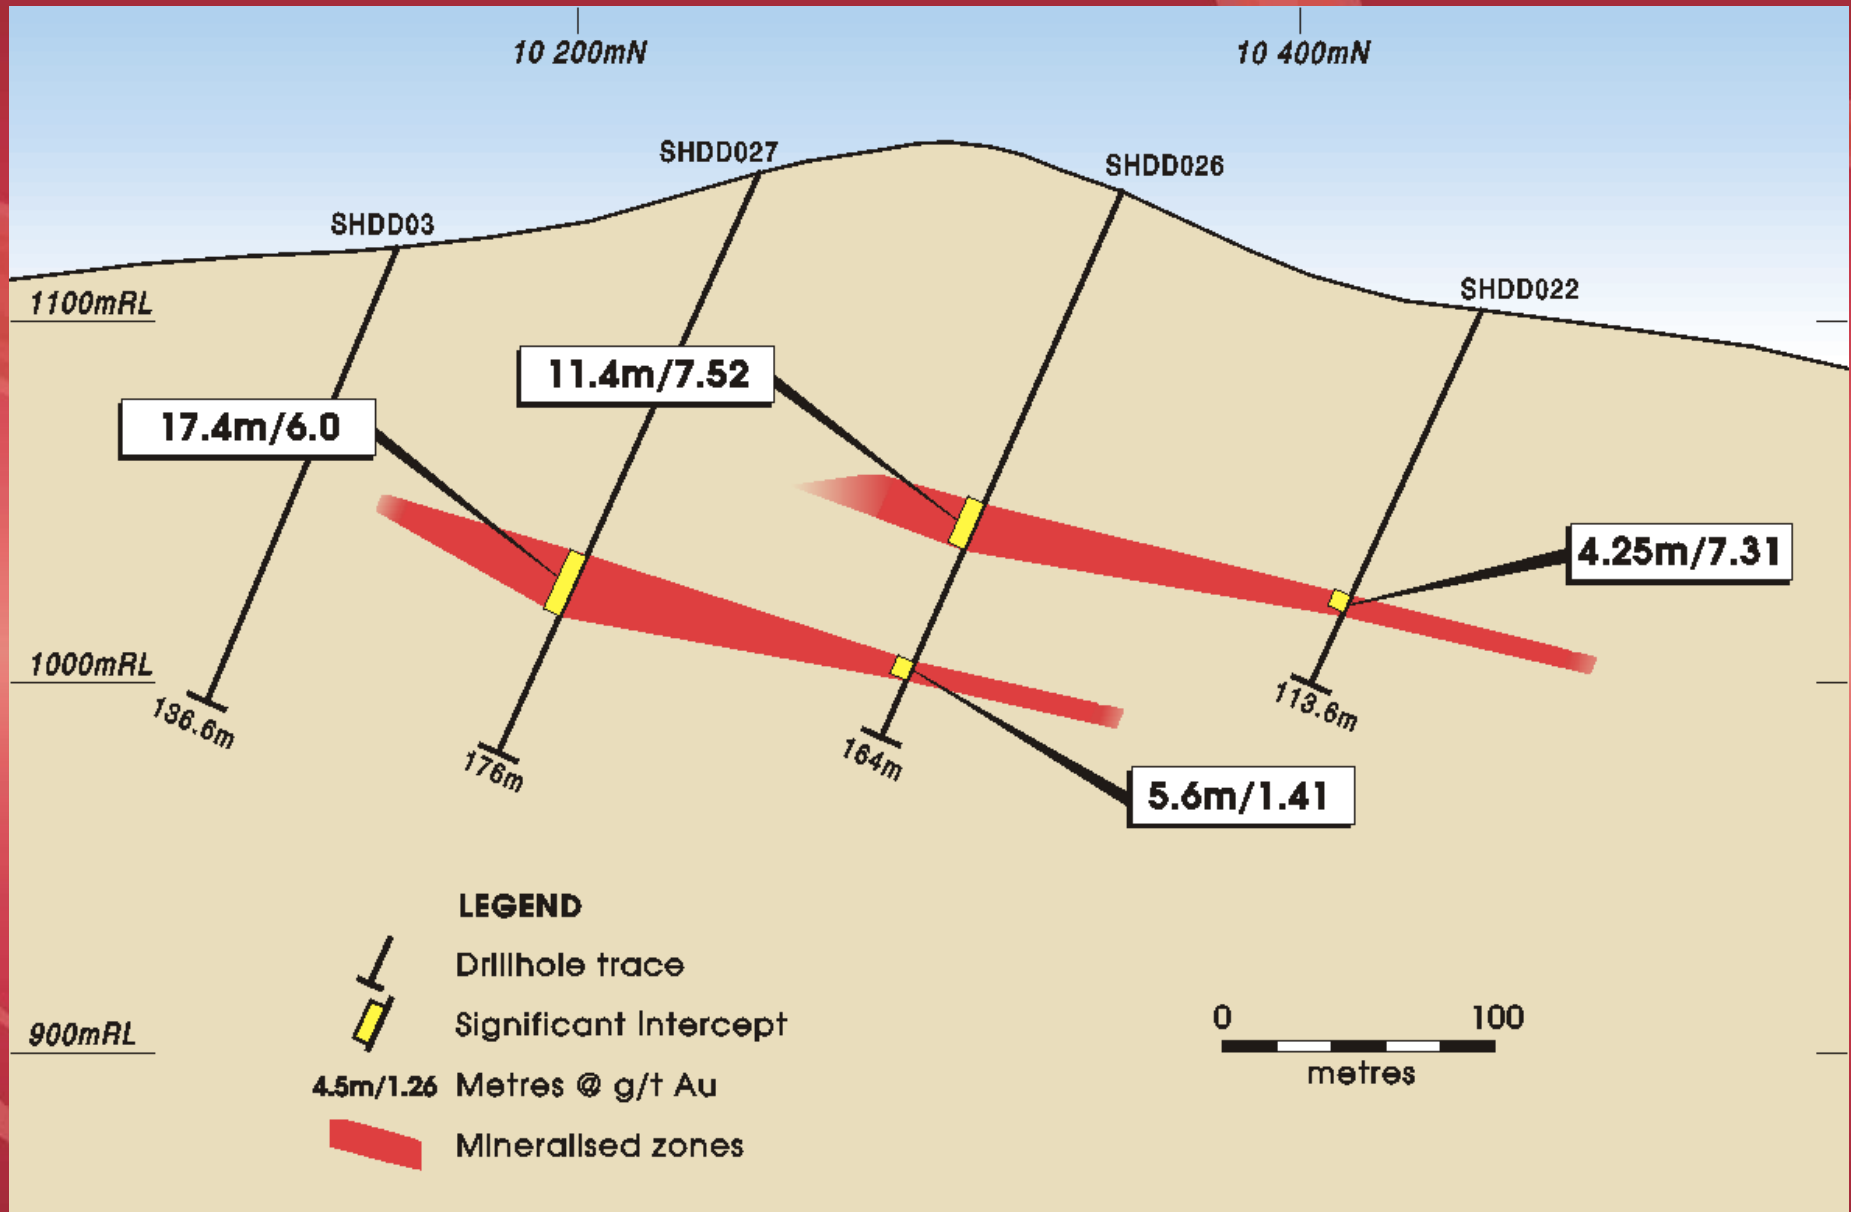 10 200mN
10 400mN
SHDD027
SHDD026
SHDD03
SHDD022
1100mRL
11.4m/7.52
17.4m/6.0
4.25m/7.31
1000mRL
136.6m
113.6m
176m
164m
5.6m/1.41
LEGEND
Drillhole trace
Significant Intercept
4.5m/1.26 Metres @ g/t Au
Mineralised zones
900mRL
0 100
metres